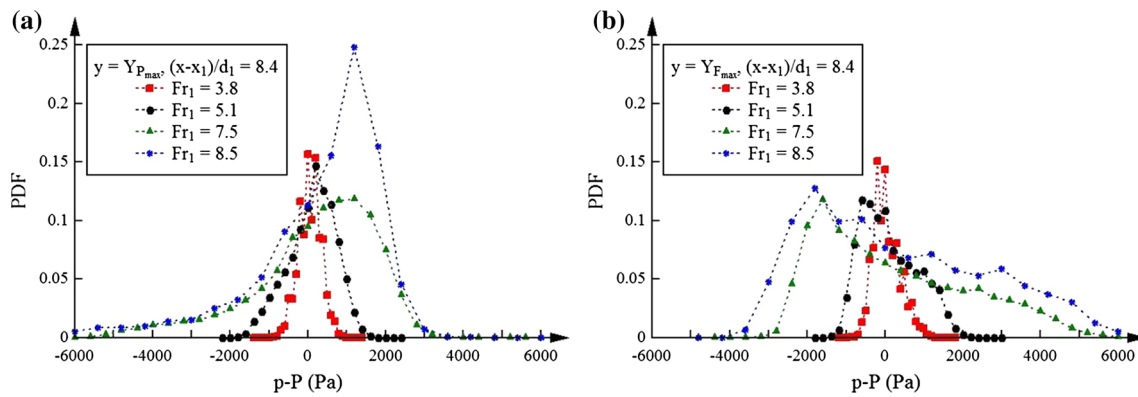 (a)
0.25
y = YPmax, (x-x1)/d1 = 8.4
Fr1 = 3.8
Fr1 = 5.1
Fr1 = 7.5
Fr1 = 8.5
0.2
0.15
0.1
0.05
0
PDF
-6000 -4000 -2000 0 2000 4000 6000
p-P (Pa)
(b)
0.25
y = YFmax, (x-x1)/d1 = 8.4
Fr1 = 3.8
Fr1 = 5.1
Fr1 = 7.5
Fr1 = 8.5
0.2
0.15
0.1
0.05
0
PDF
-6000 -4000 -2000 0 2000 4000 6000
p-P (Pa)